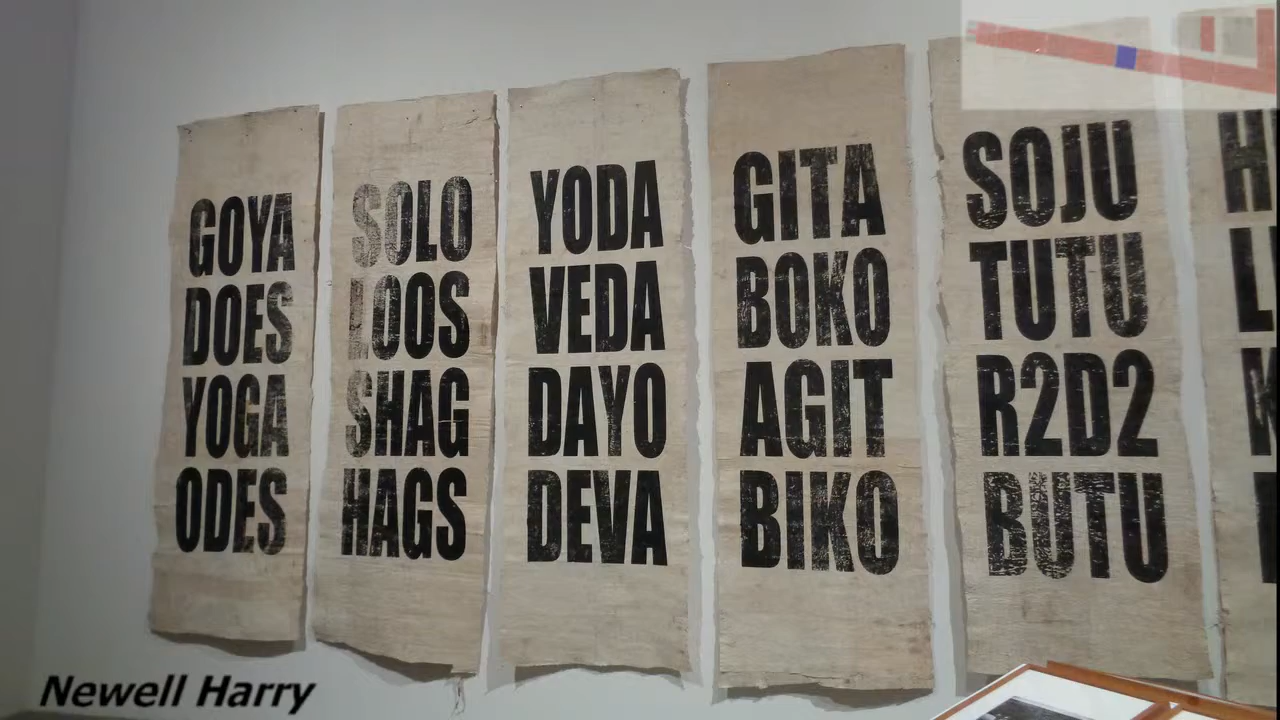 GOYA
DOES
YOGA
ODES
SOLO
LOOS
SHAG
HAGS
YODA
VEDA
DAYO
DEVA
GITA
BOKO
AGIT
BIKO
SOJU
TUTU
R2D2
BUTU
Newell Harry